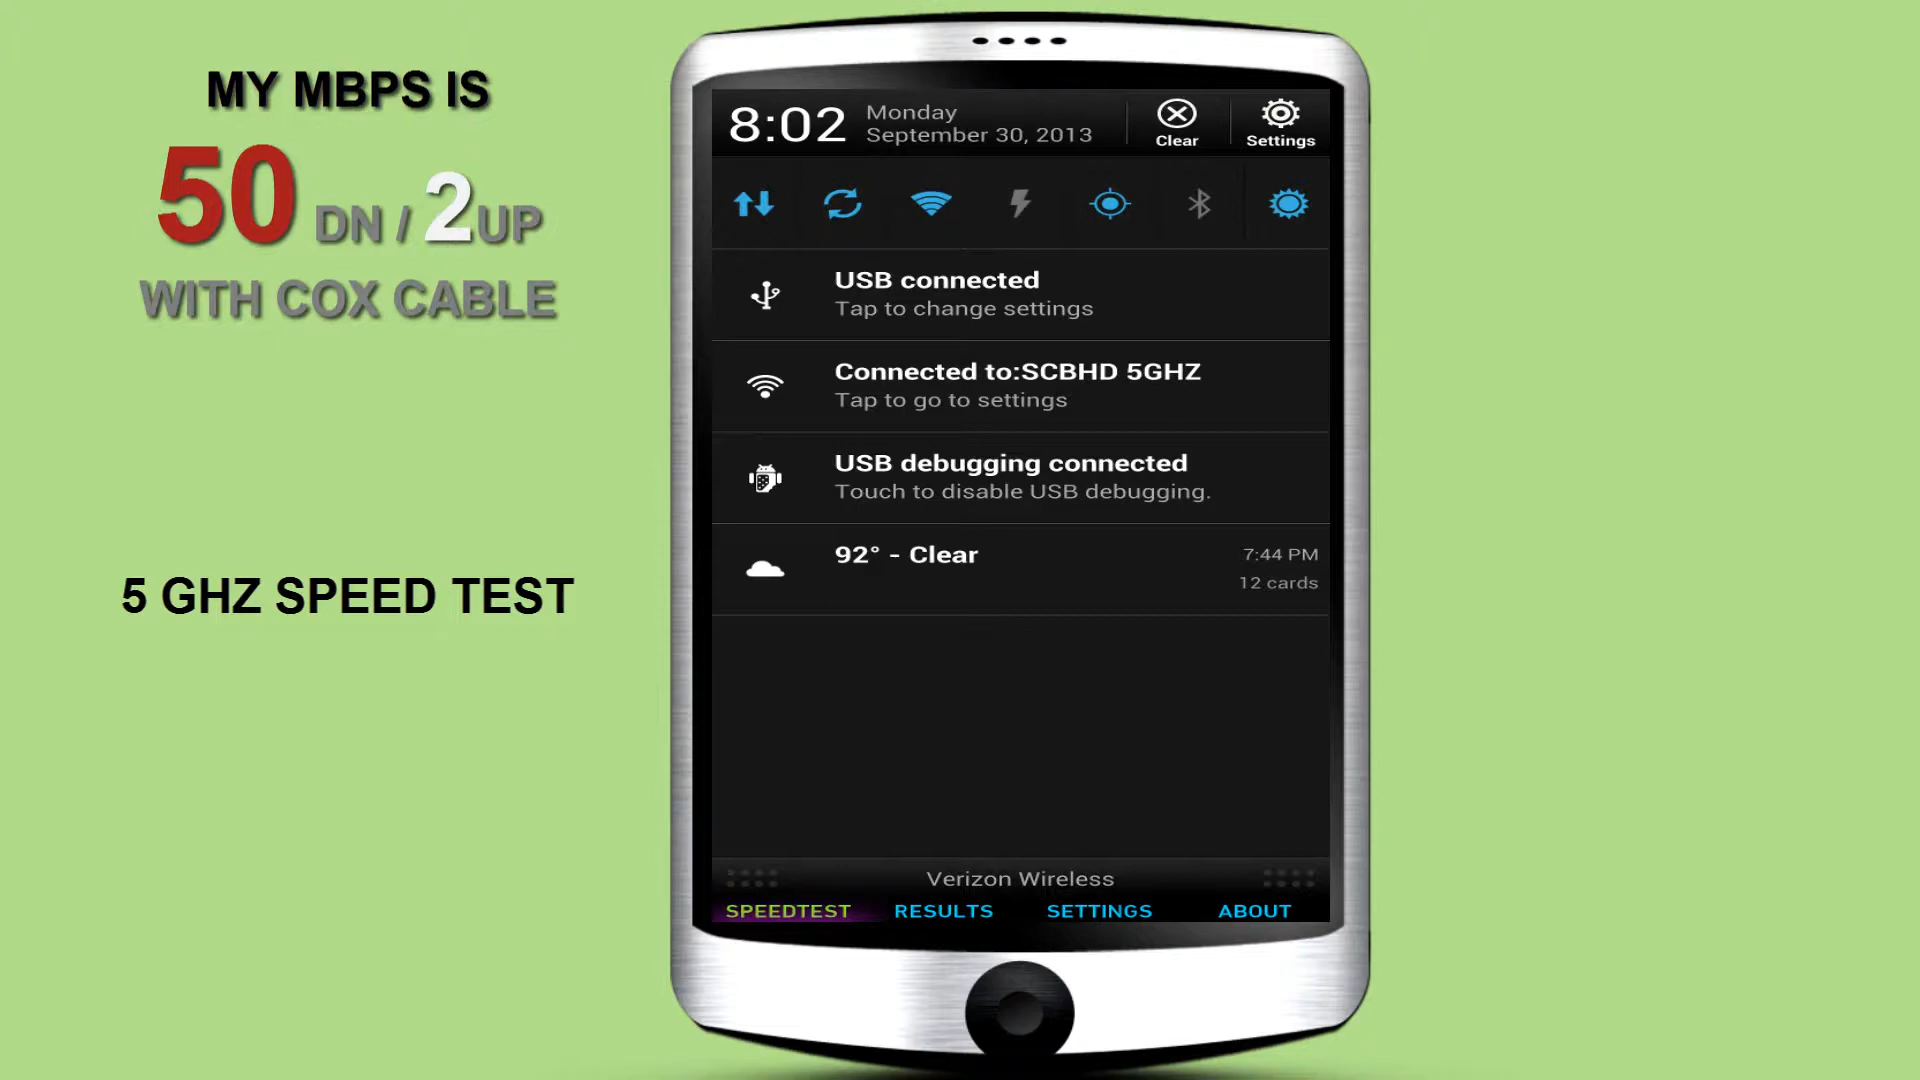 MY MBPS IS
50 DN / 2UP
WITH COX CABLE
5 GHZ SPEED TEST
8:02
Monday
September 30, 2013
Clear
Settings
USB connected
Tap to change settings
Connected to:SCBHD 5GHZ
Tap to go to settings
USB debugging connected
Touch to disable USB debugging.
92° - Clear
7:44 PM
12 cards
Verizon Wireless
SPEEDTEST RESULTS SETTINGS ABOUT